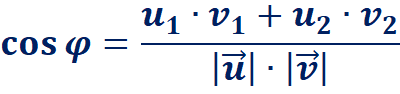 cos φ = (u₁ · v₁ + u₂ · v₂) / (|u⃗| · |v⃗|)